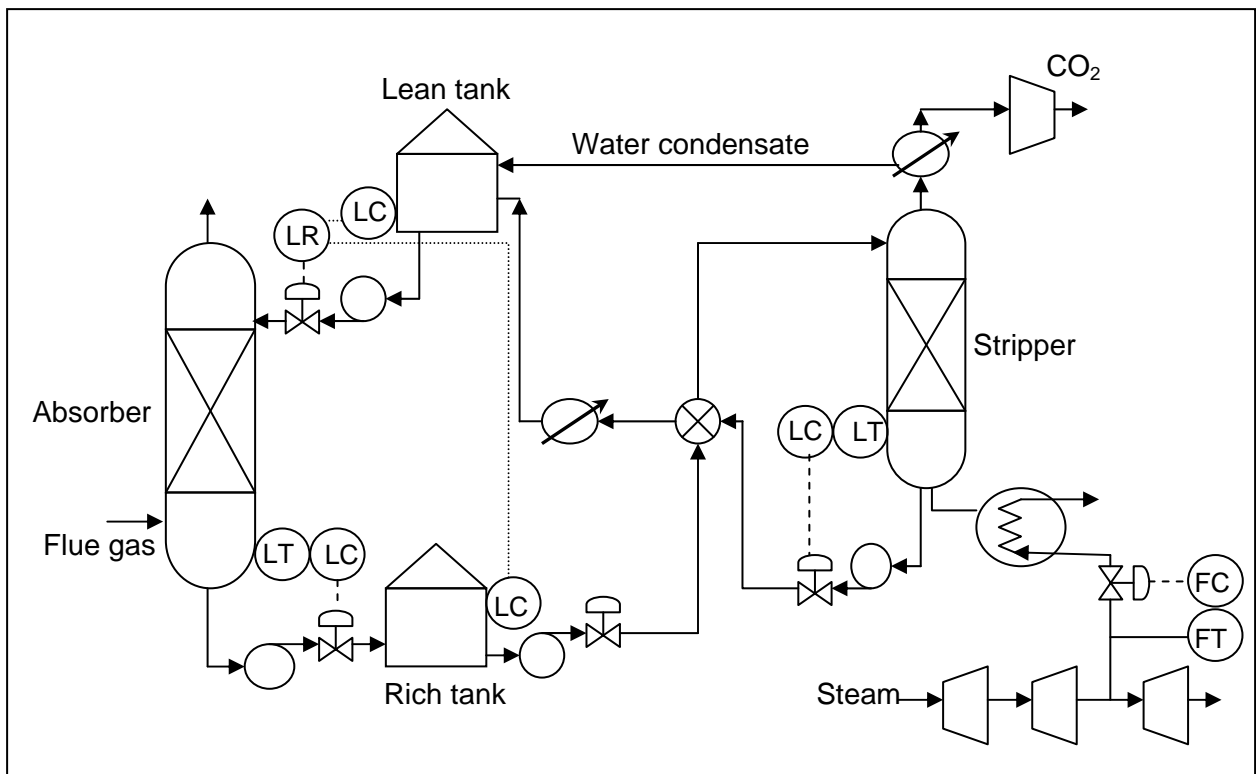 CO₂
Lean tank
Water condensate
LC
LR
Stripper
Absorber
LC
LT
Flue gas
LT
LC
LC
FC
FT
Rich tank
Steam